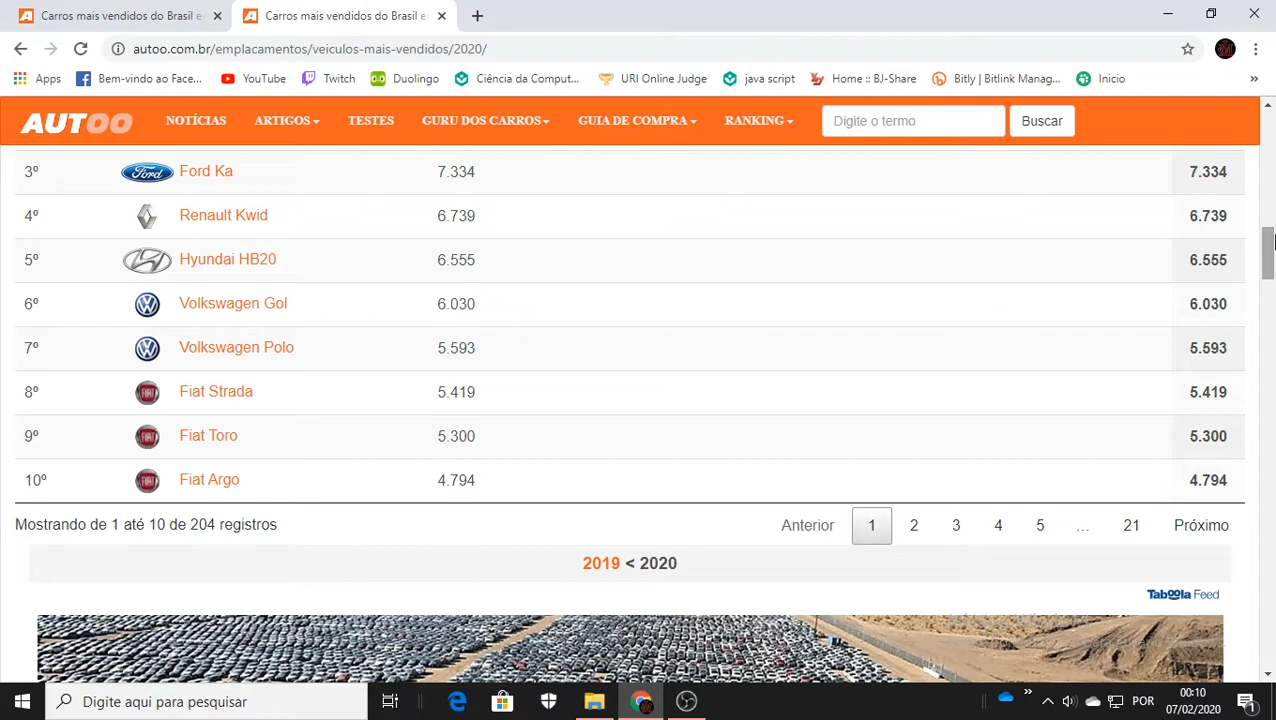 Carros mais vendidos do Brasil e
Carros mais vendidos do Brasil e
autoo.com.br/emplacamentos/veiculos-mais-vendidos/2020/
Apps Bem-vindo ao Face... YouTube Twitch Duolingo Ciência da Comput... URI Online Judge java script Home :: BJ-Share Bitly | Bitlink Manag... Inicio »
AUTOO NOTÍCIAS ARTIGOS TESTES GURU DOS CARROS GUIA DE COMPRA RANKING Digite o termo Buscar
3º Ford Ford Ka 7.334 7.334
4º Renault Kwid 6.739 6.739
5º Hyundai HB20 6.555 6.555
6º Volkswagen Gol 6.030 6.030
7º Volkswagen Polo 5.593 5.593
8º FIAT Fiat Strada 5.419 5.419
9º FIAT Fiat Toro 5.300 5.300
10º FIAT Fiat Argo 4.794 4.794
Mostrando de 1 até 10 de 204 registros Anterior 1 2 3 4 5 ... 21 Próximo
2019 < 2020
Taboola Feed
Digite aqui para pesquisar » POR 00:10
07/02/2020 1